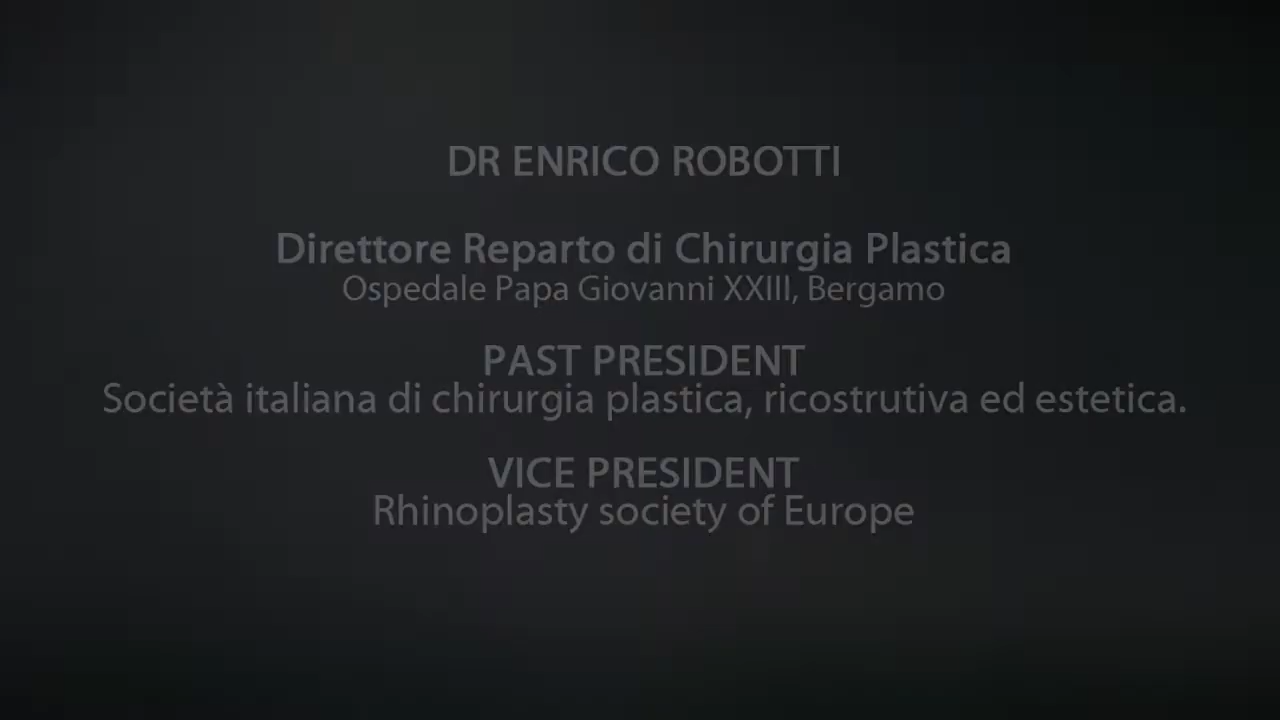 DR ENRICO ROBOTTI
Direttore Reparto di Chirurgia Plastica
Ospedale Papa Giovanni XXIII, Bergamo
PAST PRESIDENT
Società italiana di chirurgia plastica, ricostrutiva ed estetica.
VICE PRESIDENT
Rhinoplasty society of Europe